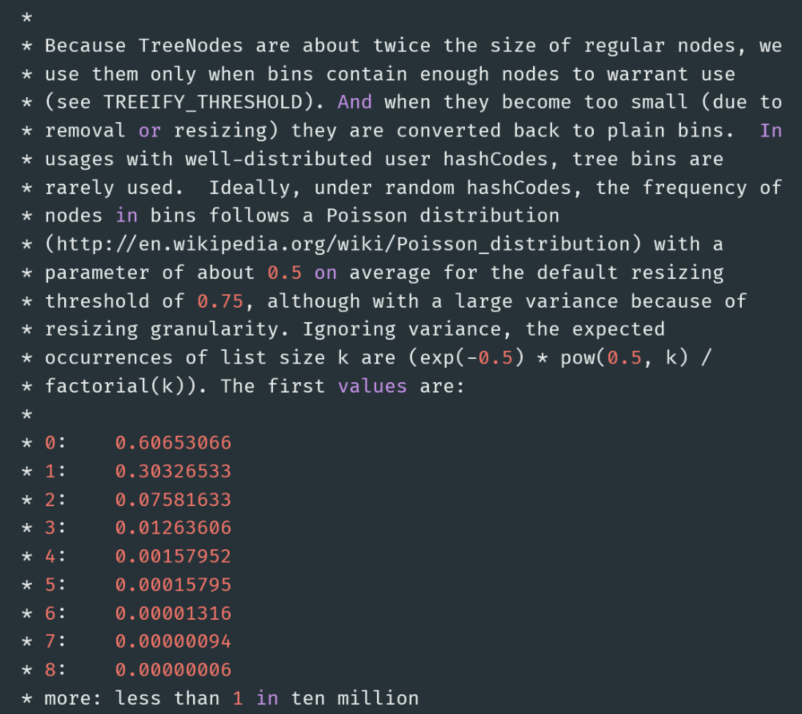 *
* Because TreeNodes are about twice the size of regular nodes, we
* use them only when bins contain enough nodes to warrant use
* (see TREEIFY_THRESHOLD). And when they become too small (due to
* removal or resizing) they are converted back to plain bins.  In
* usages with well-distributed user hashCodes, tree bins are
* rarely used.  Ideally, under random hashCodes, the frequency of
* nodes in bins follows a Poisson distribution
* (http://en.wikipedia.org/wiki/Poisson_distribution) with a
* parameter of about 0.5 on average for the default resizing
* threshold of 0.75, although with a large variance because of
* resizing granularity. Ignoring variance, the expected
* occurrences of list size k are (exp(-0.5) * pow(0.5, k) /
* factorial(k)). The first values are:
*
* 0:    0.60653066
* 1:    0.30326533
* 2:    0.07581633
* 3:    0.01263606
* 4:    0.00157952
* 5:    0.00015795
* 6:    0.00001316
* 7:    0.00000094
* 8:    0.00000006
* more: less than 1 in ten million